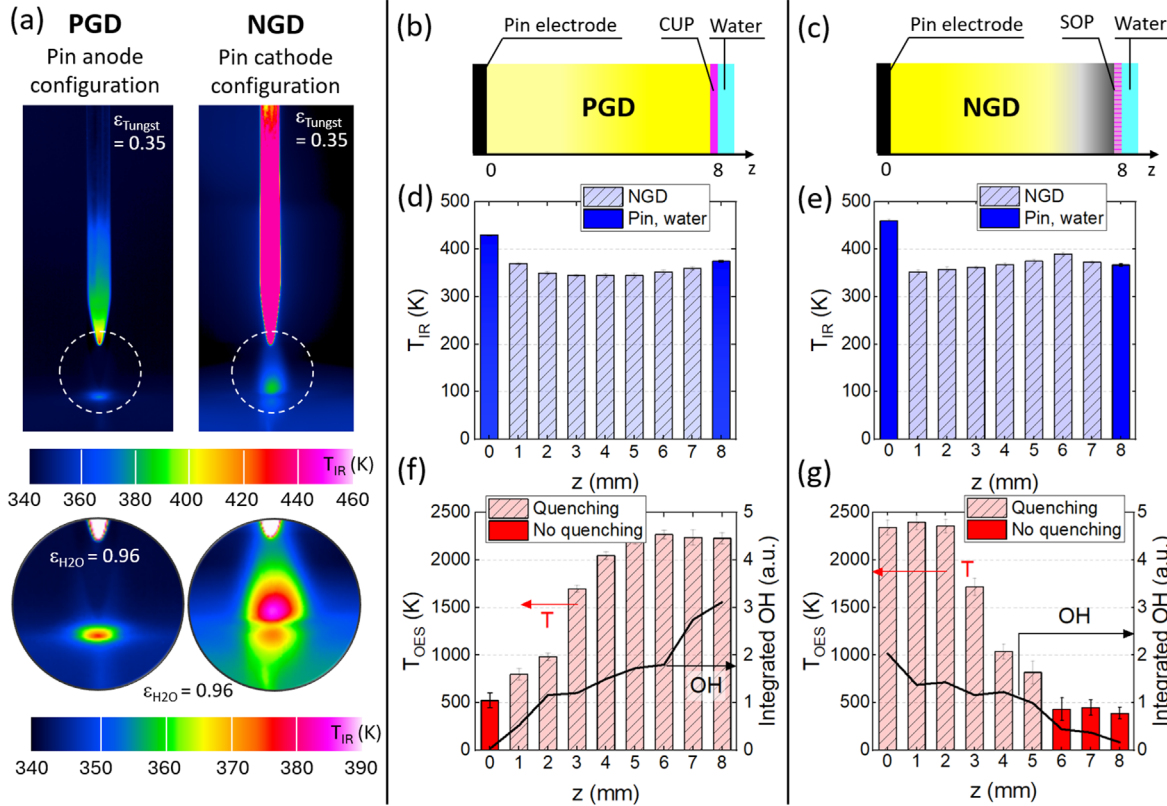 (a)
PGD
NGD
Pin anode
configuration
Pin cathode
configuration
εTungst
= 0.35
εTungst
= 0.35
TIR (K)
340 360 380 400 430 460
εH2O = 0.96
εH2O = 0.96
TIR (K)
340 350 360 370 380 390
(b)
Pin electrode
CUP
Water
PGD
0
8
z
(c)
Pin electrode
SOP
Water
NGD
0
8
z
(d)
NGD
Pin, water
TIR (K)
500
400
300
200
100
0
0 1 2 3 4 5 6 7 8
z (mm)
(e)
NGD
Pin, water
TIR (K)
500
400
300
200
100
0
0 1 2 3 4 5 6 7 8
z (mm)
(f)
Quenching
No quenching
T
OH
TOES (K)
2500
2000
1500
1000
500
0
Integrated OH (a.u.)
5
4
3
2
1
0
0 1 2 3 4 5 6 7 8
z (mm)
(g)
Quenching
No quenching
T
OH
TOES (K)
2500
2000
1500
1000
500
0
Integrated OH (a.u.)
5
4
3
2
1
0
0 1 2 3 4 5 6 7 8
z (mm)